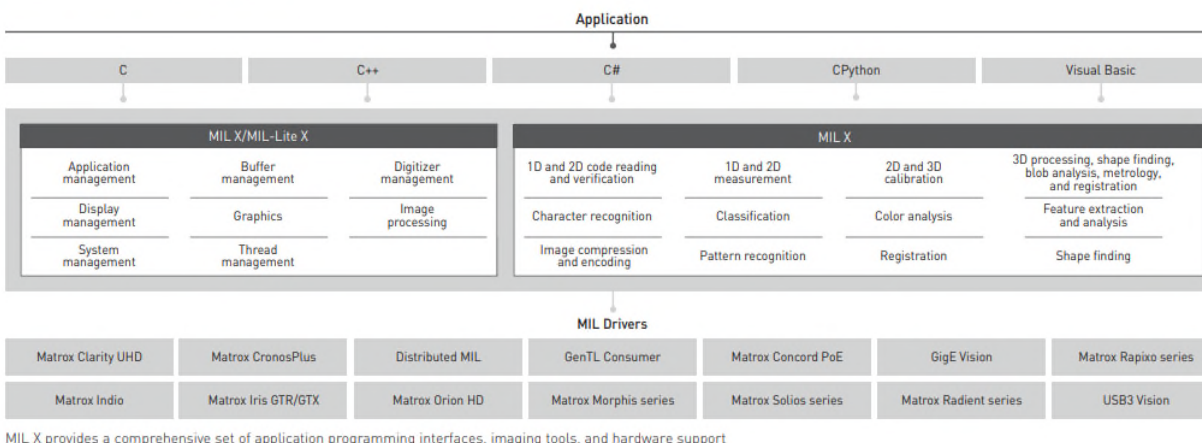 Application
C
C++
C#
CPython
Visual Basic
MIL X/MIL-Lite X
MIL X
Application
management
Buffer
management
Digitizer
management
Display
management
Graphics
Image
processing
System
management
Thread
management
1D and 2D code reading
and verification
1D and 2D
measurement
2D and 3D
calibration
3D processing, shape finding,
blob analysis, metrology,
and registration
Character recognition
Classification
Color analysis
Feature extraction
and analysis
Image compression
and encoding
Pattern recognition
Registration
Shape finding
MIL Drivers
Matrox Clarity UHD
Matrox CronosPlus
Distributed MIL
GenTL Consumer
Matrox Concord PoE
GigE Vision
Matrox Rapixo series
Matrox Indio
Matrox Iris GTR/GTX
Matrox Orion HD
Matrox Morphis series
Matrox Solios series
Matrox Radient series
USB3 Vision
MIL X provides a comprehensive set of application programming interfaces, imaging tools, and hardware support